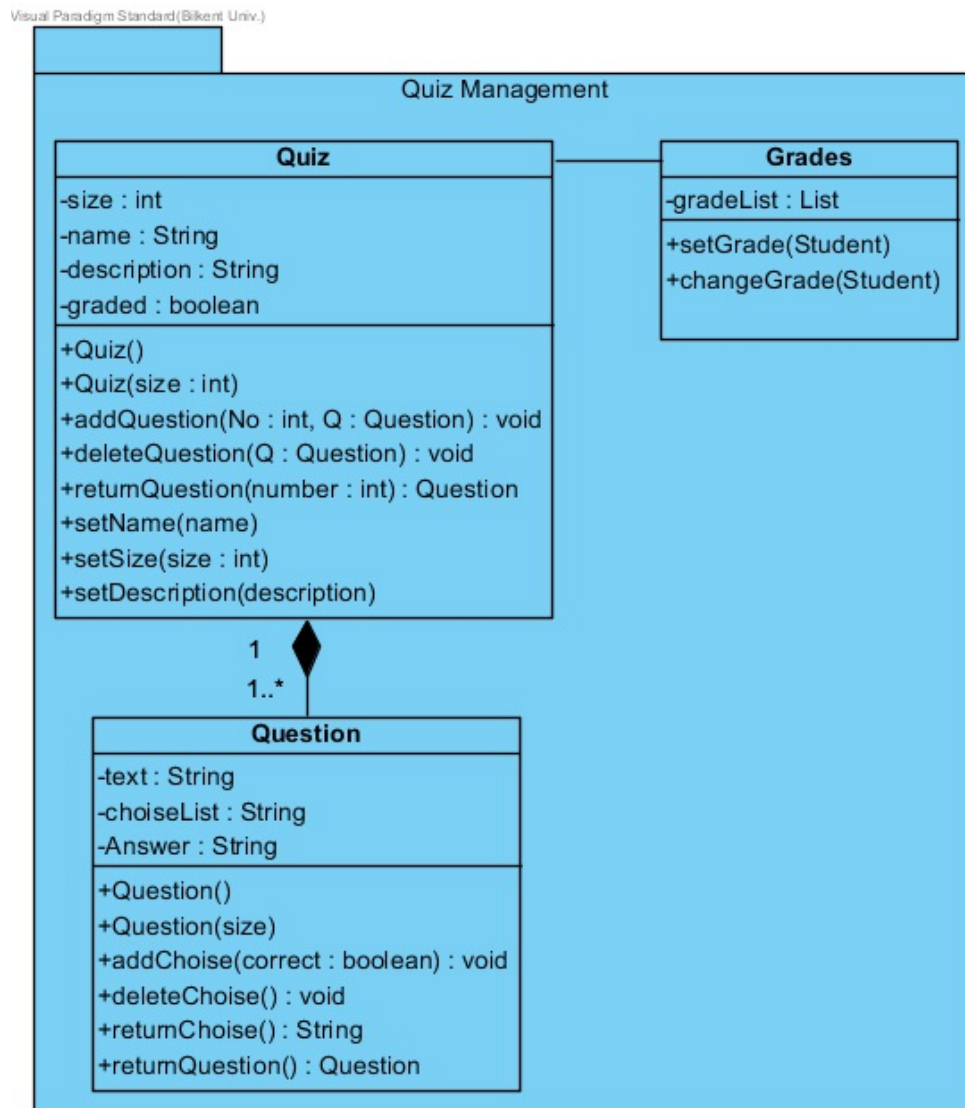 Visual Paradigm Standard(Bilkent Univ.)
Quiz Management
Quiz
-size : int
-name : String
-description : String
-graded : boolean
+Quiz()
+Quiz(size : int)
+addQuestion(No : int, Q : Question) : void
+deleteQuestion(Q : Question) : void
+returnQuestion(number : int) : Question
+setName(name)
+setSize(size : int)
+setDescription(description)
Grades
-gradeList : List
+setGrade(Student)
+changeGrade(Student)
1
1..*
Question
-text : String
-choiseList : String
-Answer : String
+Question()
+Question(size)
+addChoise(correct : boolean) : void
+deleteChoise() : void
+returnChoise() : String
+returnQuestion() : Question